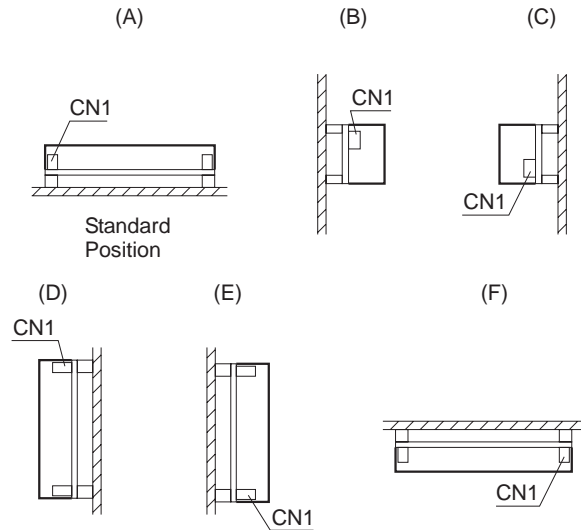 (A)
(B)
(C)
CN1
CN1
CN1
Standard
Position
(D)
(E)
(F)
CN1
CN1
CN1